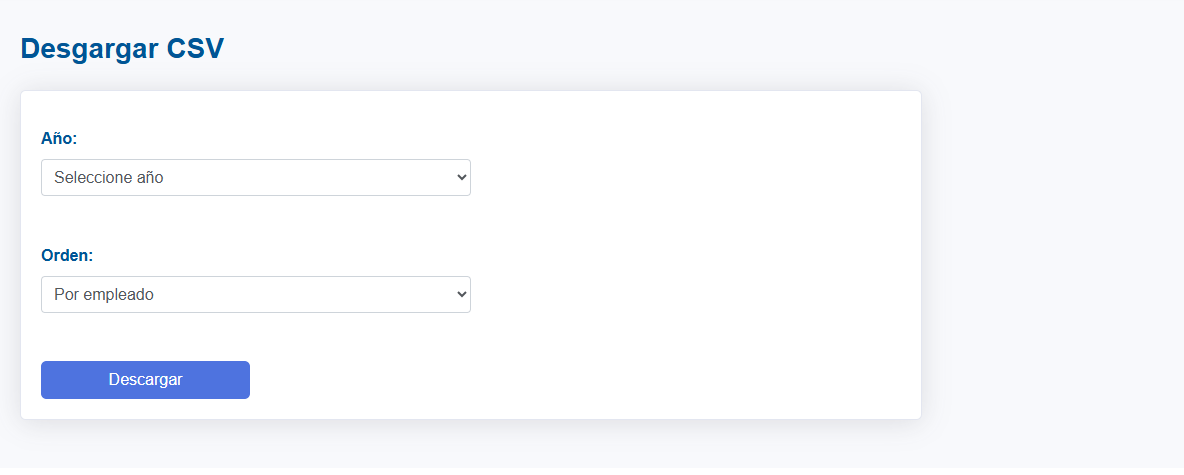 Desgargar CSV
Año:
Seleccione año
Orden:
Por empleado
Descargar